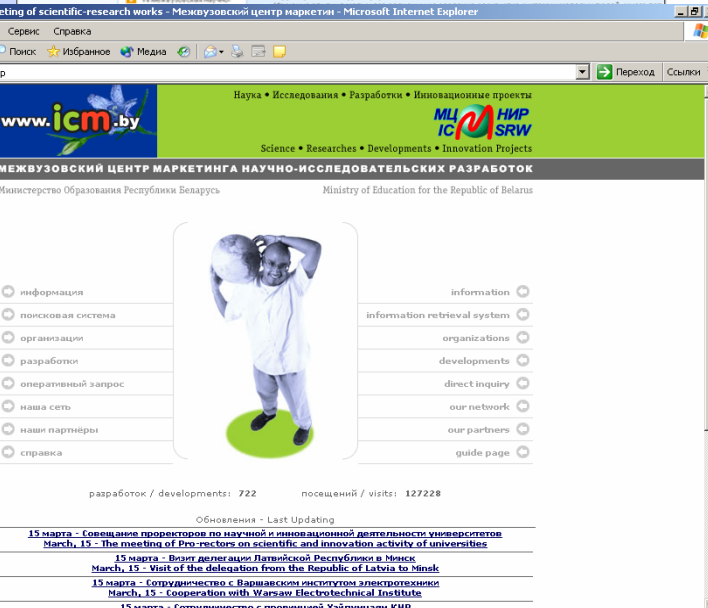 eting of scientific-research works - Межвузовский центр маркетин - Microsoft Internet Explorer
Сервис Справка
Поиск Избранное Медиа
p Переход Ссылки
www.icm.by
Наука • Исследования • Разработки • Инновационные проекты
МЦ НИР
IC SRW
Science • Researches • Developments • Innovation Projects
МЕЖВУЗОВСКИЙ ЦЕНТР МАРКЕТИНГА НАУЧНО-ИССЛЕДОВАТЕЛЬСКИХ РАЗРАБОТОК
Министерство Образования Республики Беларусь Ministry of Education for the Republic of Belarus
информация information
поисковая система information retrieval system
организации organizations
разработки developments
оперативный запрос direct inquiry
наша сеть our network
наши партнёры our partners
справка guide page
разработок / developments: 722 посещений / visits: 127228
Обновления - Last Updating
15 марта - Совещание проректоров по научной и инновационной деятельности университетов
March, 15 - The meeting of Pro-rectors on scientific and innovation activity of universities
15 марта - Визит делегации Латвийской Республики в Минск
March, 15 - Visit of the delegation from the Republic of Latvia to Minsk
15 марта - Сотрудничество с Варшавским институтом электротехники
March, 15 - Cooperation with Warsaw Electrotechnical Institute
15 марта - Сотрудничество с провинцией Хэйлунцзян КНР